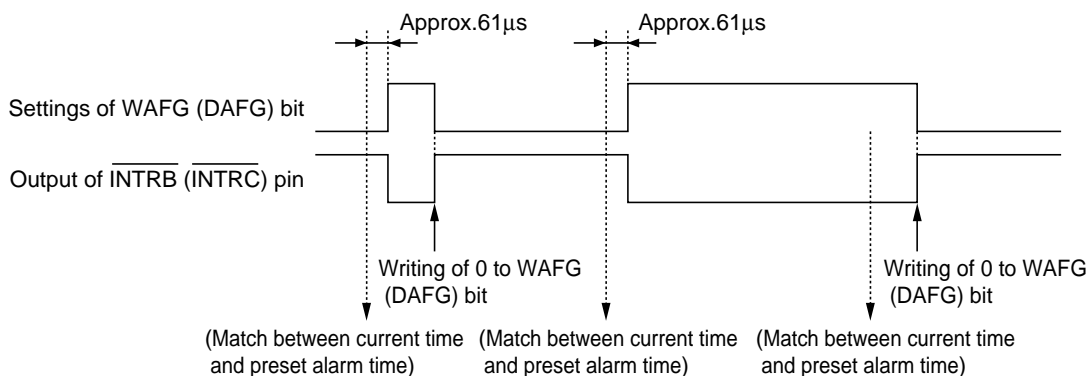 Approx.61μs
Approx.61μs
Settings of WAFG (DAFG) bit
Output of INTRB (INTRC) pin
Writing of 0 to WAFG
(DAFG) bit
Writing of 0 to WAFG
(DAFG) bit
(Match between current time
and preset alarm time)
(Match between current time
and preset alarm time)
(Match between current time
and preset alarm time)